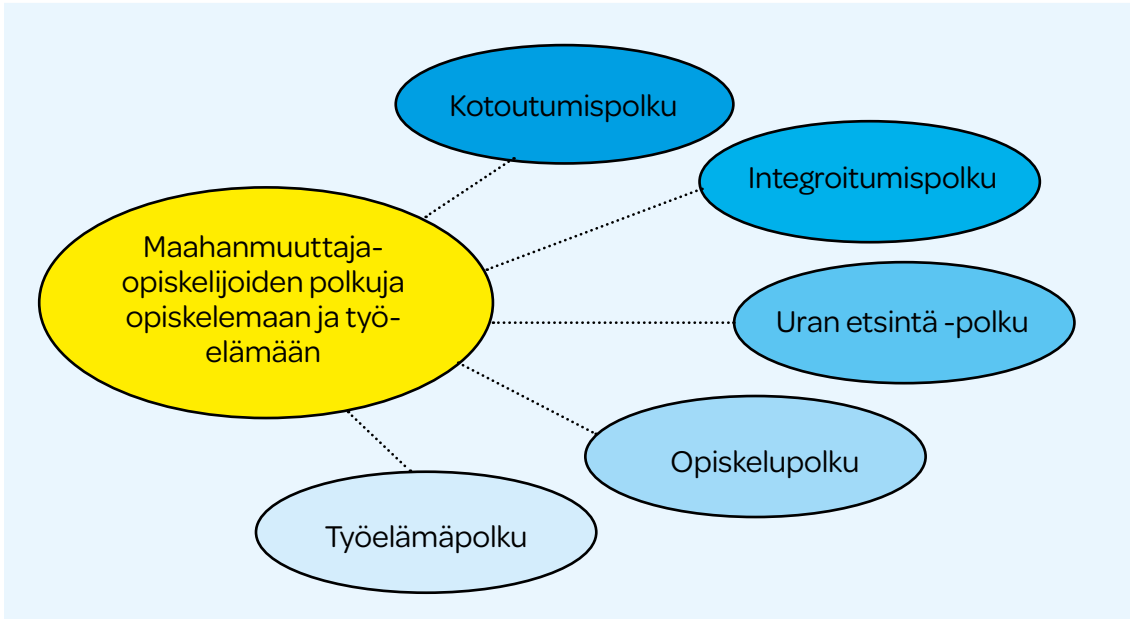 Kotoutumispolku
Integroitumispolku
Maahanmuuttaja-
opiskelijoiden polkuja
opiskelemaan ja työ-
elämään
Uran etsintä -polku
Opiskelupolku
Työelämäpolku